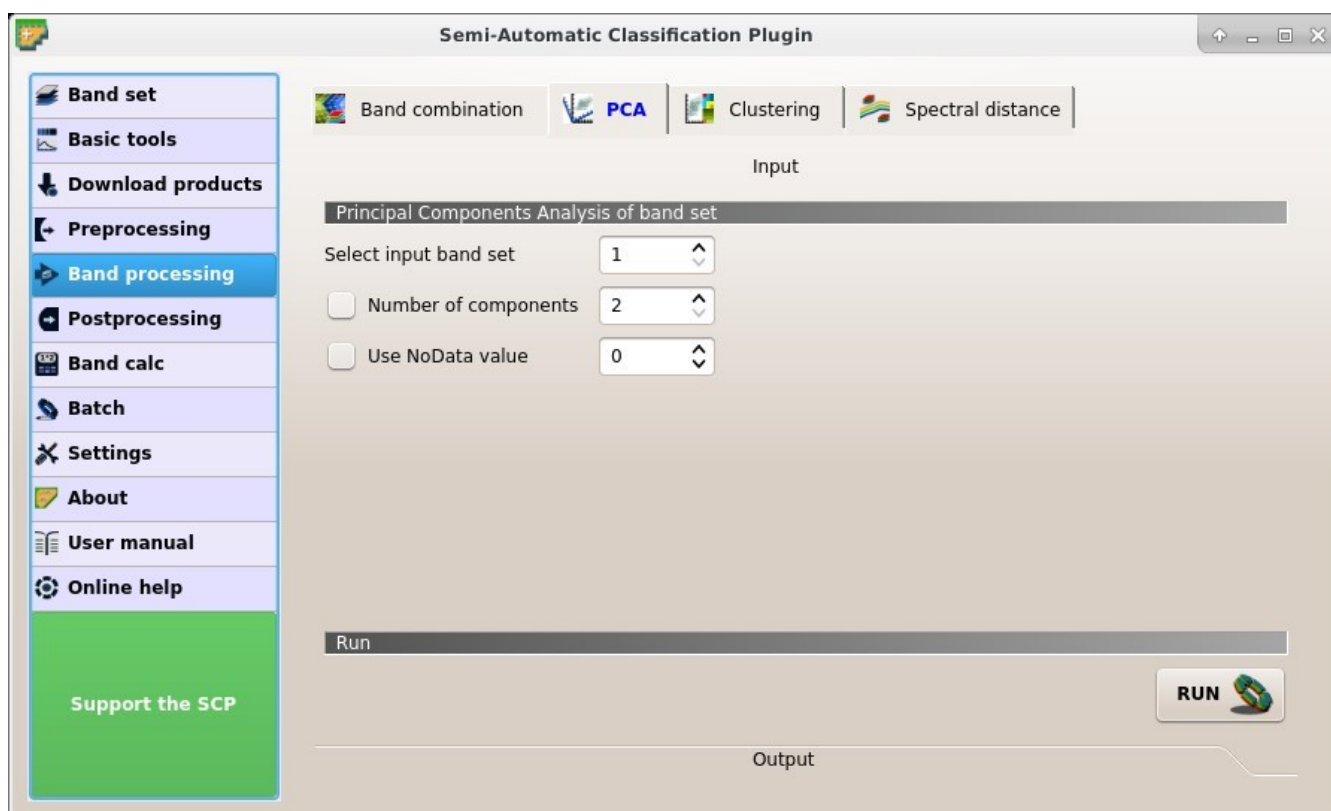 Semi-Automatic Classification Plugin
Band set
Basic tools
Download products
Preprocessing
Band processing
Postprocessing
Band calc
Batch
Settings
About
User manual
Online help
Support the SCP
Band combination PCA Clustering Spectral distance
Input
Principal Components Analysis of band set
Select input band set 1
Number of components 2
Use NoData value 0
Run
RUN
Output